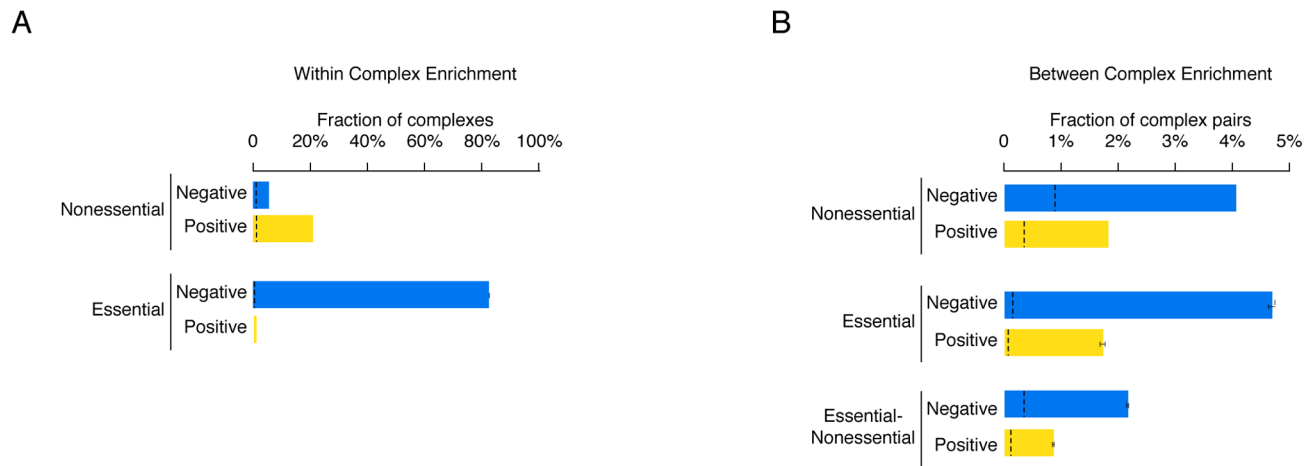 A
Within Complex Enrichment
Fraction of complexes
0 20% 40% 60% 80% 100%
Nonessential
Negative
Positive
Essential
Negative
Positive
B
Between Complex Enrichment
Fraction of complex pairs
0 1% 2% 3% 4% 5%
Nonessential
Negative
Positive
Essential
Negative
Positive
Essential-
Nonessential
Negative
Positive